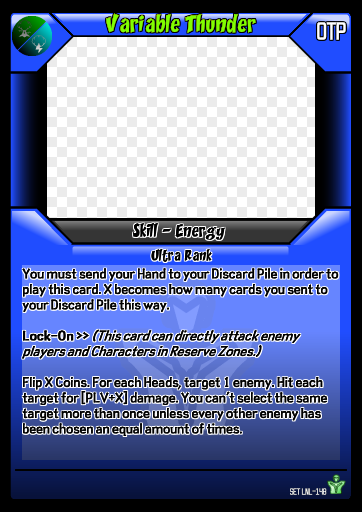 Variable Thunder
OTP
Skill - Energy
Ultra Rank
You must send your Hand to your Discard Pile in order to
play this card. X becomes how many cards you sent to
your Discard Pile this way.
Lock-On >> (This card can directly attack enemy
players and Characters in Reserve Zones.)
Flip X Coins. For each Heads, target 1 enemy. Hit each
target for [PLV+X] damage. You can't select the same
target more than once unless every other enemy has
been chosen an equal amount of times.
SET LNL-148